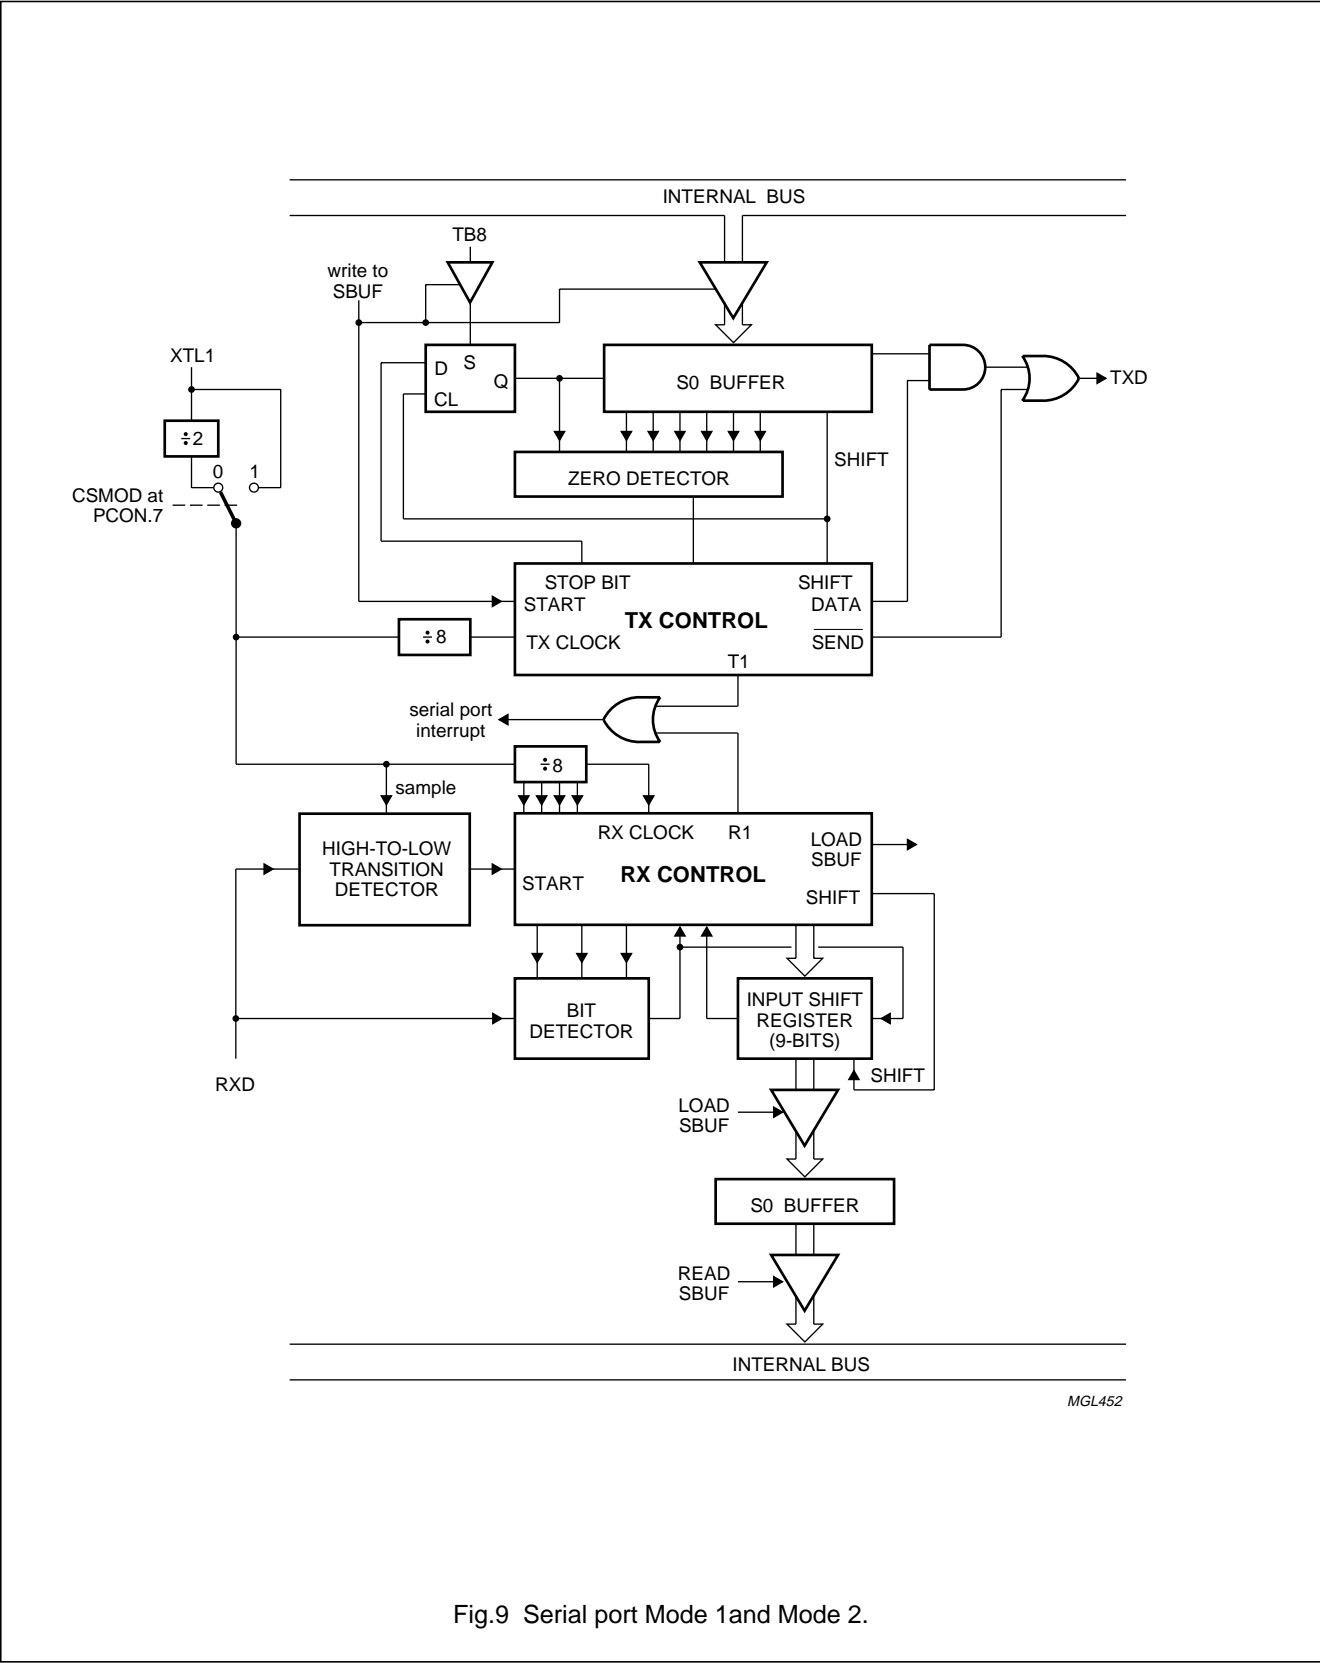 INTERNAL BUS
TB8
write to
SBUF
XTL1
÷2
0 1
CSMOD at
PCON.7
D S
Q
CL
S0 BUFFER
TXD
ZERO DETECTOR
SHIFT
STOP BIT
SHIFT
START
DATA
TX CONTROL
TX CLOCK
SEND
T1
÷8
serial port
interrupt
÷8
sample
HIGH-TO-LOW
TRANSITION
DETECTOR
RX CLOCK
R1
LOAD
SBUF
RX CONTROL
START
SHIFT
BIT
DETECTOR
INPUT SHIFT
REGISTER
(9-BITS)
RXD
SHIFT
LOAD
SBUF
S0 BUFFER
READ
SBUF
INTERNAL BUS
MGL452
Fig.9 Serial port Mode 1and Mode 2.